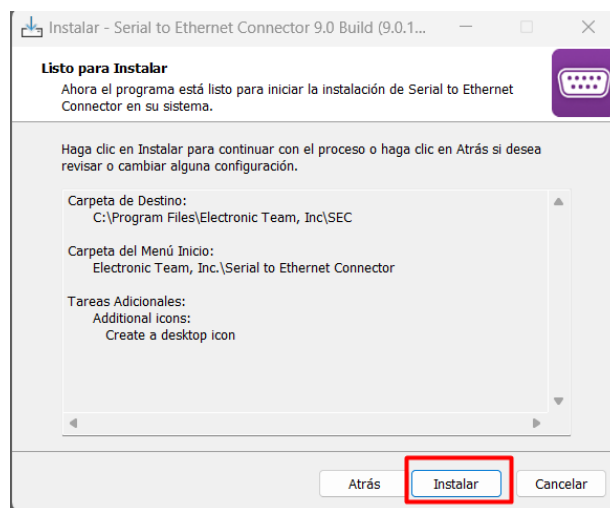 Instalar - Serial to Ethernet Connector 9.0 Build (9.0.1...
Listo para Instalar
Ahora el programa está listo para iniciar la instalación de Serial to Ethernet
Connector en su sistema.
Haga clic en Instalar para continuar con el proceso o haga clic en Atrás si desea
revisar o cambiar alguna configuración.
Carpeta de Destino:
C:\Program Files\Electronic Team, Inc\SEC
Carpeta del Menú Inicio:
Electronic Team, Inc.\Serial to Ethernet Connector
Tareas Adicionales:
Additional icons:
Create a desktop icon
Atrás
Instalar
Cancelar